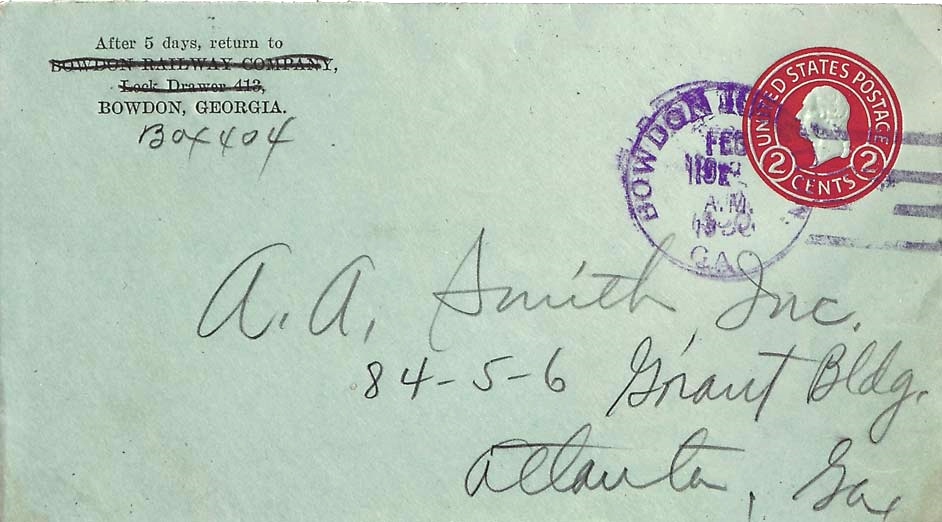 After 5 days, return to
BOWDON RAILWAY COMPANY,
Lock Drawer 413,
BOWDON, GEORGIA.
Box 404
BOWDON
FEB
A.M.
GA
UNITED STATES POSTAGE
2 CENTS 2
A. A. Smith, Inc.
84-5-6 Grant Bldg.
Atlanta, Ga